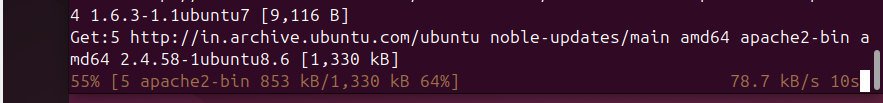 4 1.6.3-1.1ubuntu7 [9,116 B]
Get:5 http://in.archive.ubuntu.com/ubuntu noble-updates/main amd64 apache2-bin a
md64 2.4.58-1ubuntu8.6 [1,330 kB]
55% [5 apache2-bin 853 kB/1,330 kB 64%] 78.7 kB/s 10s